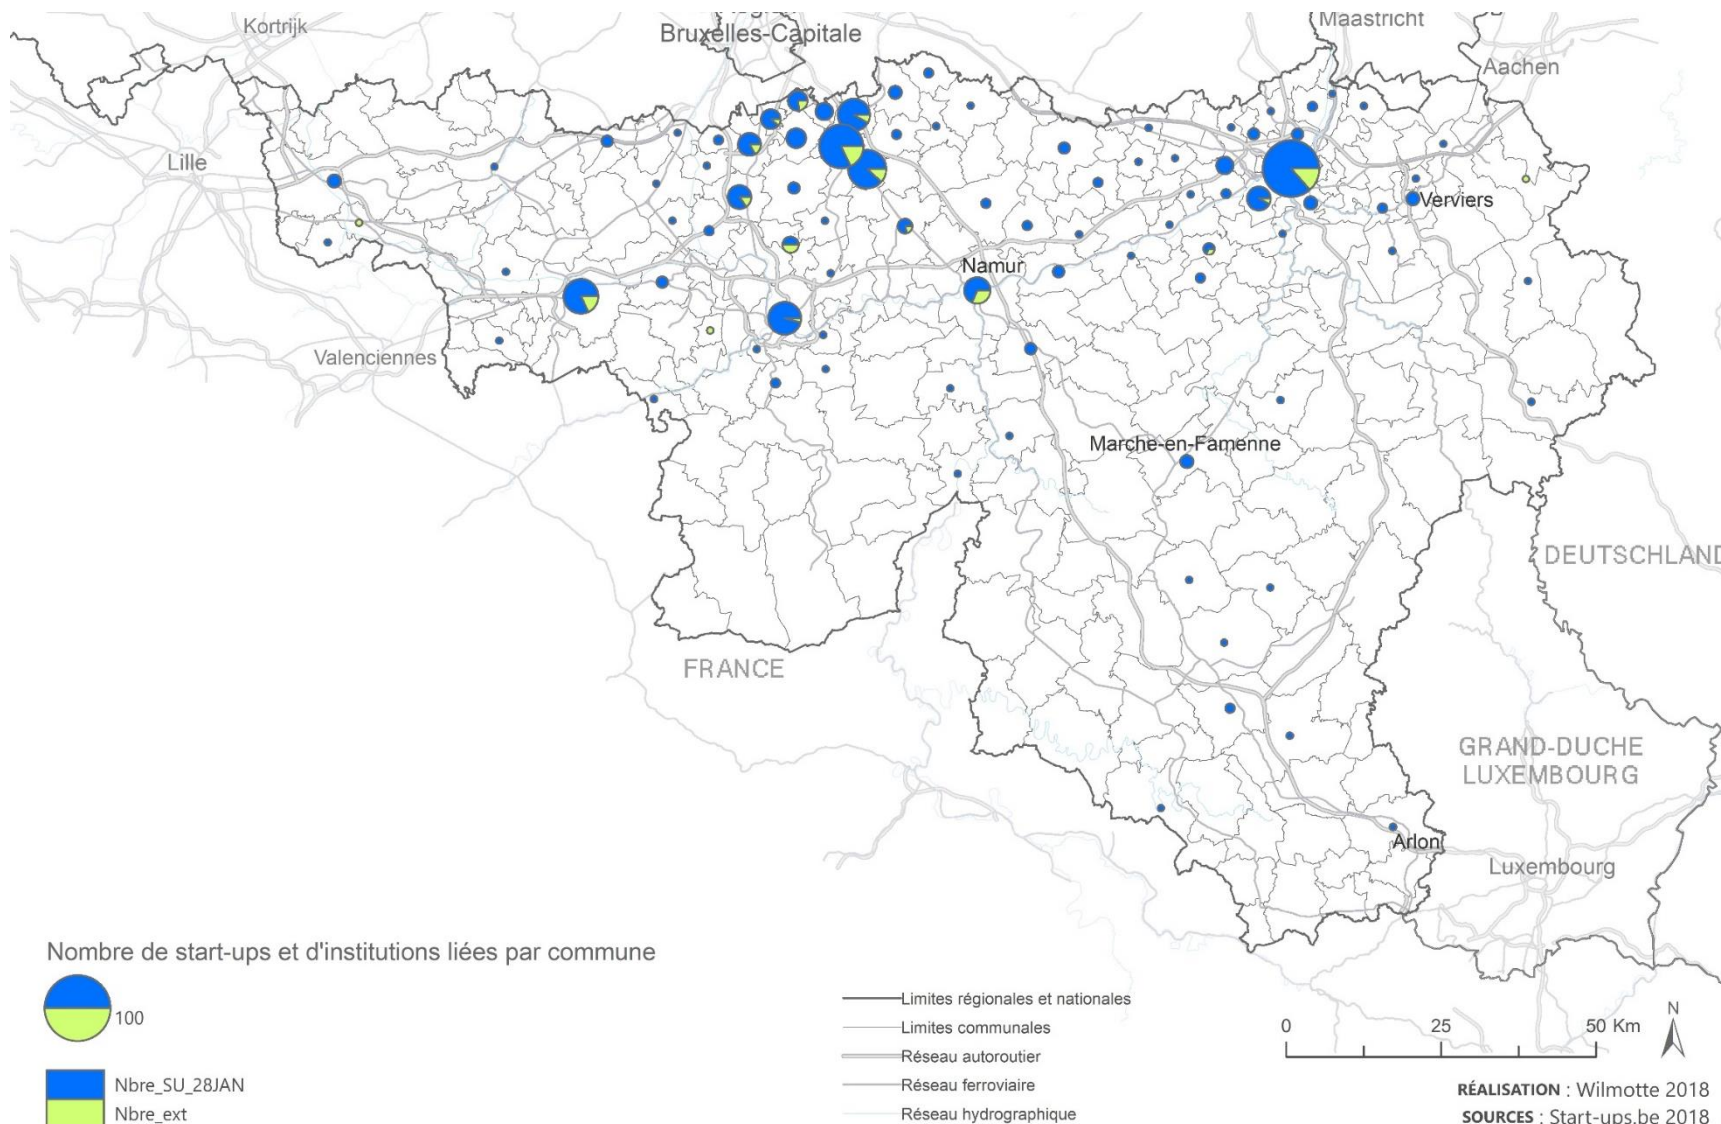 Kortrijk
Bruxelles-Capitale
Maastricht
Aachen
Lille
Verviers
Namur
Valenciennes
Marche-en-Famenne
DEUTSCHLAND
FRANCE
GRAND-DUCHE
LUXEMBOURG
Arlon
Luxembourg
Nombre de start-ups et d'institutions liées par commune
100
Nbre_SU_28JAN
Nbre_ext
Limites régionales et nationales
Limites communales
Réseau autoroutier
Réseau ferroviaire
Réseau hydrographique
N
0 25 50 Km
RÉALISATION : Wilmotte 2018
SOURCES : Start-ups.be 2018